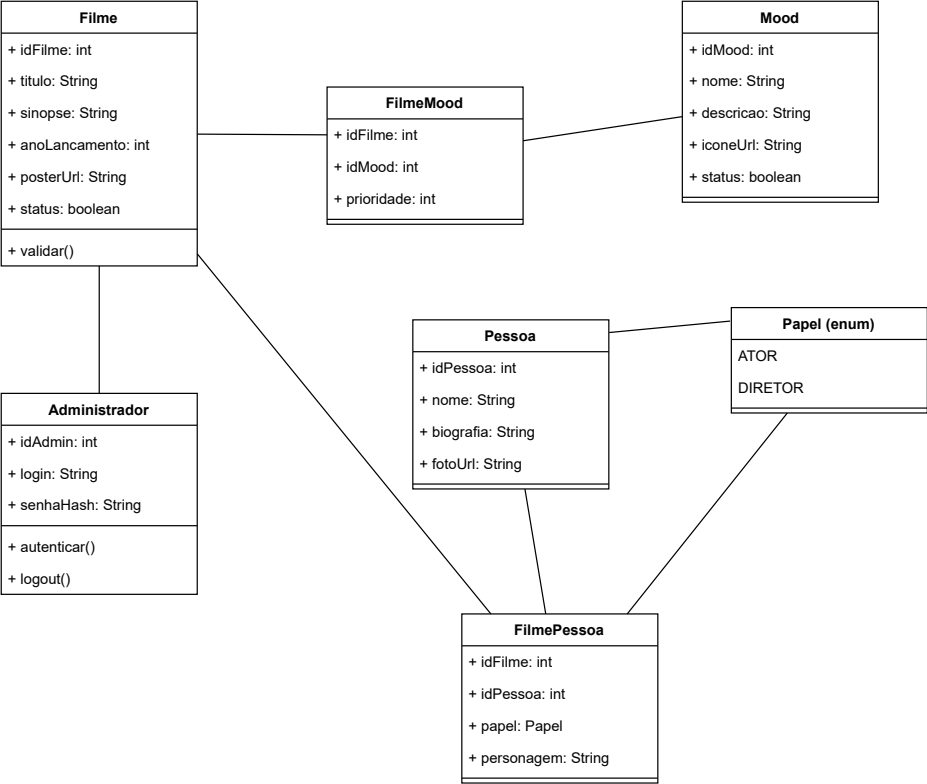 Filme
+ idFilme: int
+ titulo: String
+ sinopse: String
+ anoLancamento: int
+ posterUrl: String
+ status: boolean
+ validar()
FilmeMood
+ idFilme: int
+ idMood: int
+ prioridade: int
Mood
+ idMood: int
+ nome: String
+ descricao: String
+ iconeUrl: String
+ status: boolean
Administrador
+ idAdmin: int
+ login: String
+ senhaHash: String
+ autenticar()
+ logout()
Pessoa
+ idPessoa: int
+ nome: String
+ biografia: String
+ fotoUrl: String
Papel (enum)
ATOR
DIRETOR
FilmePessoa
+ idFilme: int
+ idPessoa: int
+ papel: Papel
+ personagem: String